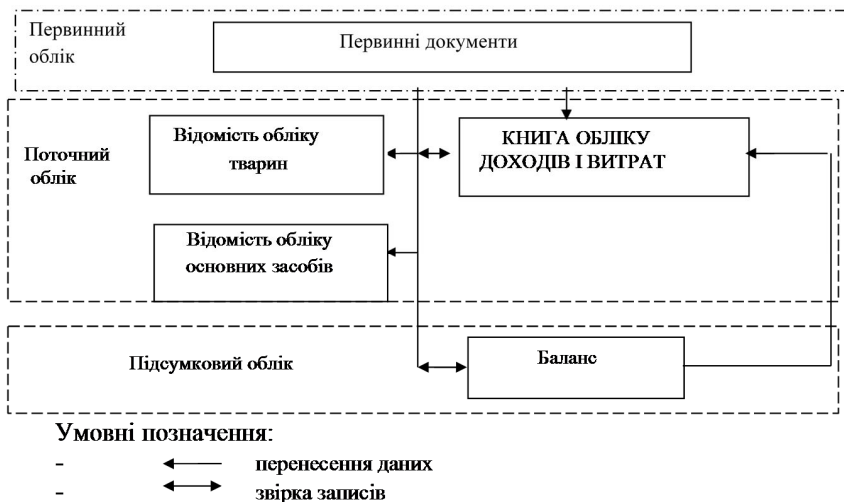 Первинний
облік
Первинні документи
Поточний
облік
Відомість обліку
тварин
КНИГА ОБЛІКУ
ДОХОДІВ І ВИТРАТ
Відомість обліку
основних засобів
Підсумковий облік
Баланс
Умовні позначення:
- перенесення даних
- звірка записів